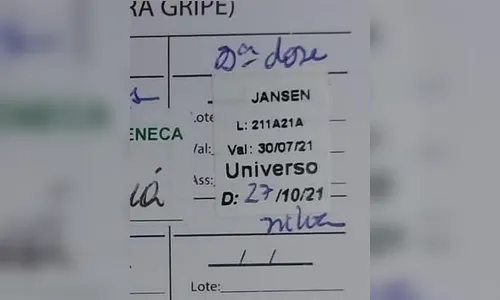 RA GRIPE)
2ª dose
JANSEN
Lote
L: 211A21A
ENECA
Val:
Val: 30/07/21
Universo
Ass:
D: 27/10/21
/ /
Lote: